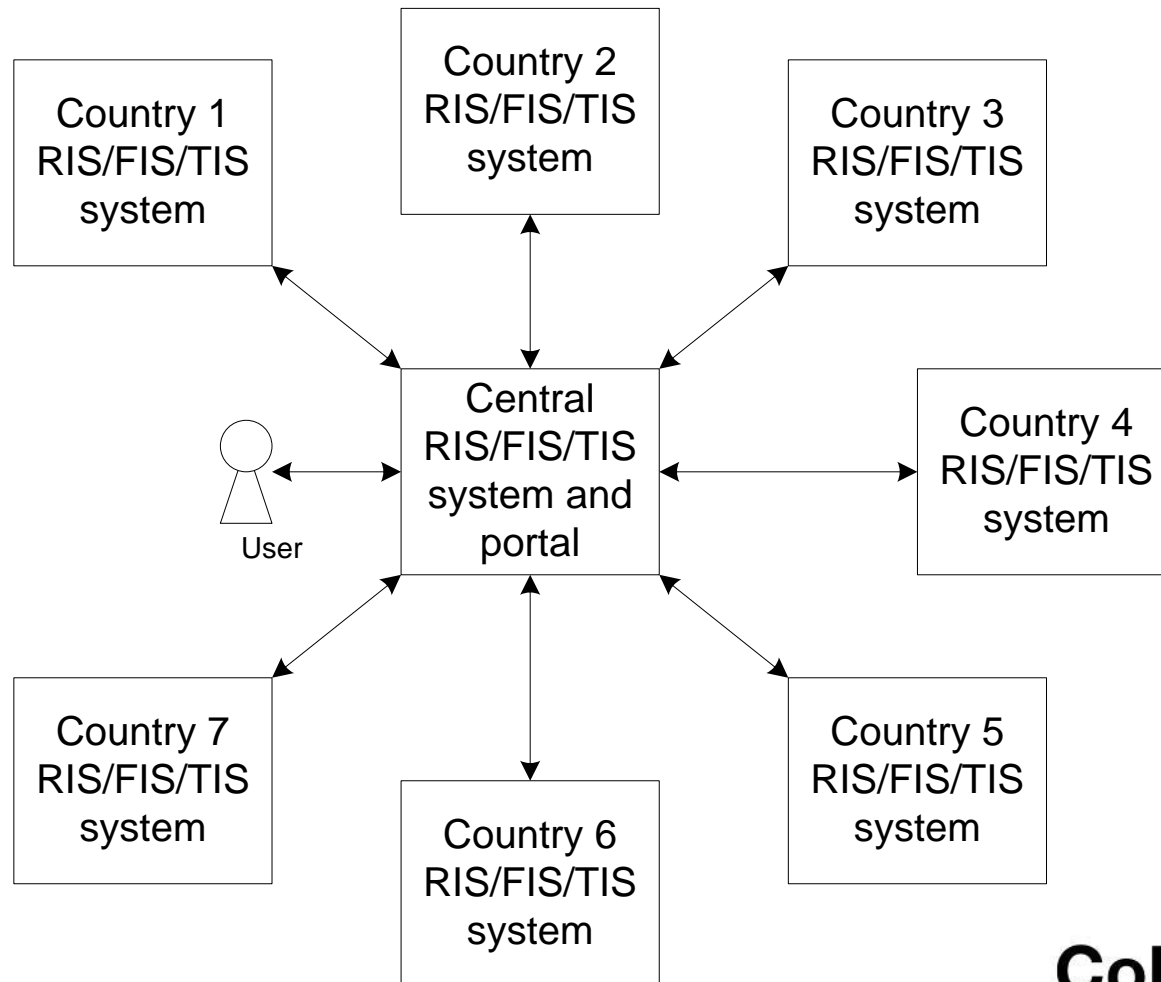 Country 1
RIS/FIS/TIS
system
Country 2
RIS/FIS/TIS
system
Country 3
RIS/FIS/TIS
system
Central
RIS/FIS/TIS
system and
portal
Country 4
RIS/FIS/TIS
system
User
Country 7
RIS/FIS/TIS
system
Country 6
RIS/FIS/TIS
system
Country 5
RIS/FIS/TIS
system